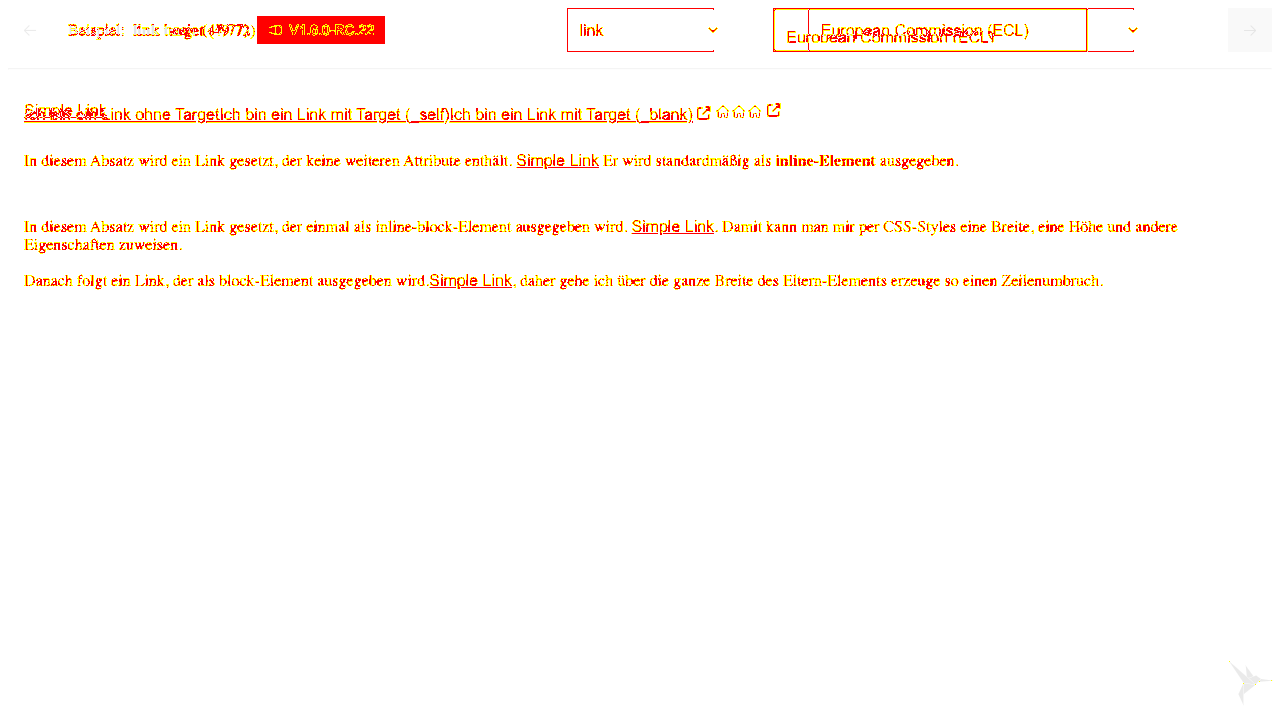 Beispiel: link
V1.6.0-RC.22
link
European Commission (ECL)
European Commission (ECL)
Simple Link
Ich bin ein Link ohne TargetIch bin ein Link mit Target (_self)Ich bin ein Link mit Target (_blank)
In diesem Absatz wird ein Link gesetzt, der keine weiteren Attribute enthält. Simple Link Er wird standardmäßig als inline-Element ausgegeben.
In diesem Absatz wird ein Link gesetzt, der einmal als inline-block-Element ausgegeben wird. Simple Link. Damit kann man mir per CSS-Styles eine Breite, eine Höhe und andere
Eigenschaften zuweisen.
Danach folgt ein Link, der als block-Element ausgegeben wird.Simple Link, daher gehe ich über die ganze Breite des Eltern-Elements erzeuge so einen Zeilenumbruch.